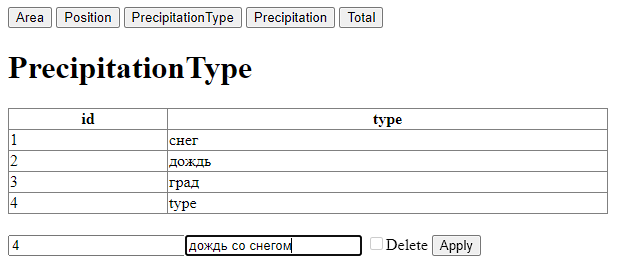 Area Position PrecipitationType Precipitation Total
PrecipitationType
id type
1 снег
2 дождь
3 град
4 type
4 дождь со снегом Delete Apply